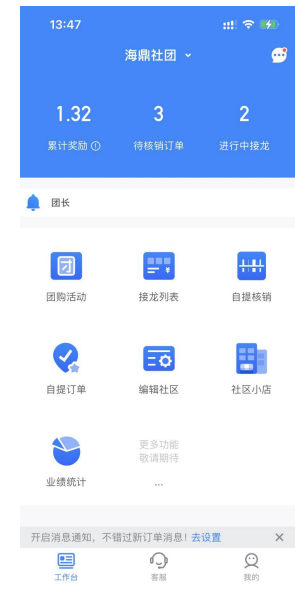 13:47
海鼎社团
1.32 3 2
累计奖励 待核销订单 进行中接龙
团长
团购活动 接龙列表 自提核销
自提订单 编辑社区 社区小店
更多功能
敬请期待
业绩统计 ...
开启消息通知，不错过新订单消息! 去设置
工作台 客服 我的